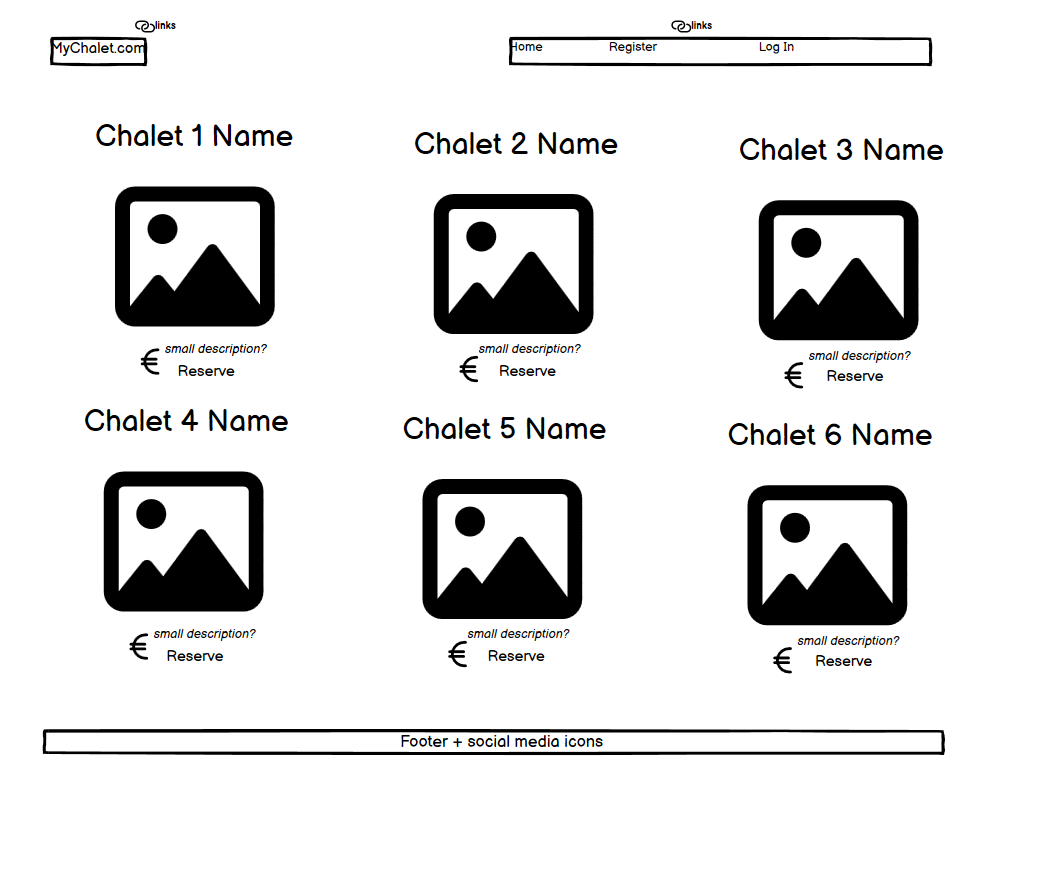 links
links
MyChalet.com
Home Register Log In
Chalet 1 Name
Chalet 2 Name
Chalet 3 Name
small description?
€ Reserve
small description?
€ Reserve
small description?
€ Reserve
Chalet 4 Name
Chalet 5 Name
Chalet 6 Name
small description?
€ Reserve
small description?
€ Reserve
small description?
€ Reserve
Footer + social media icons